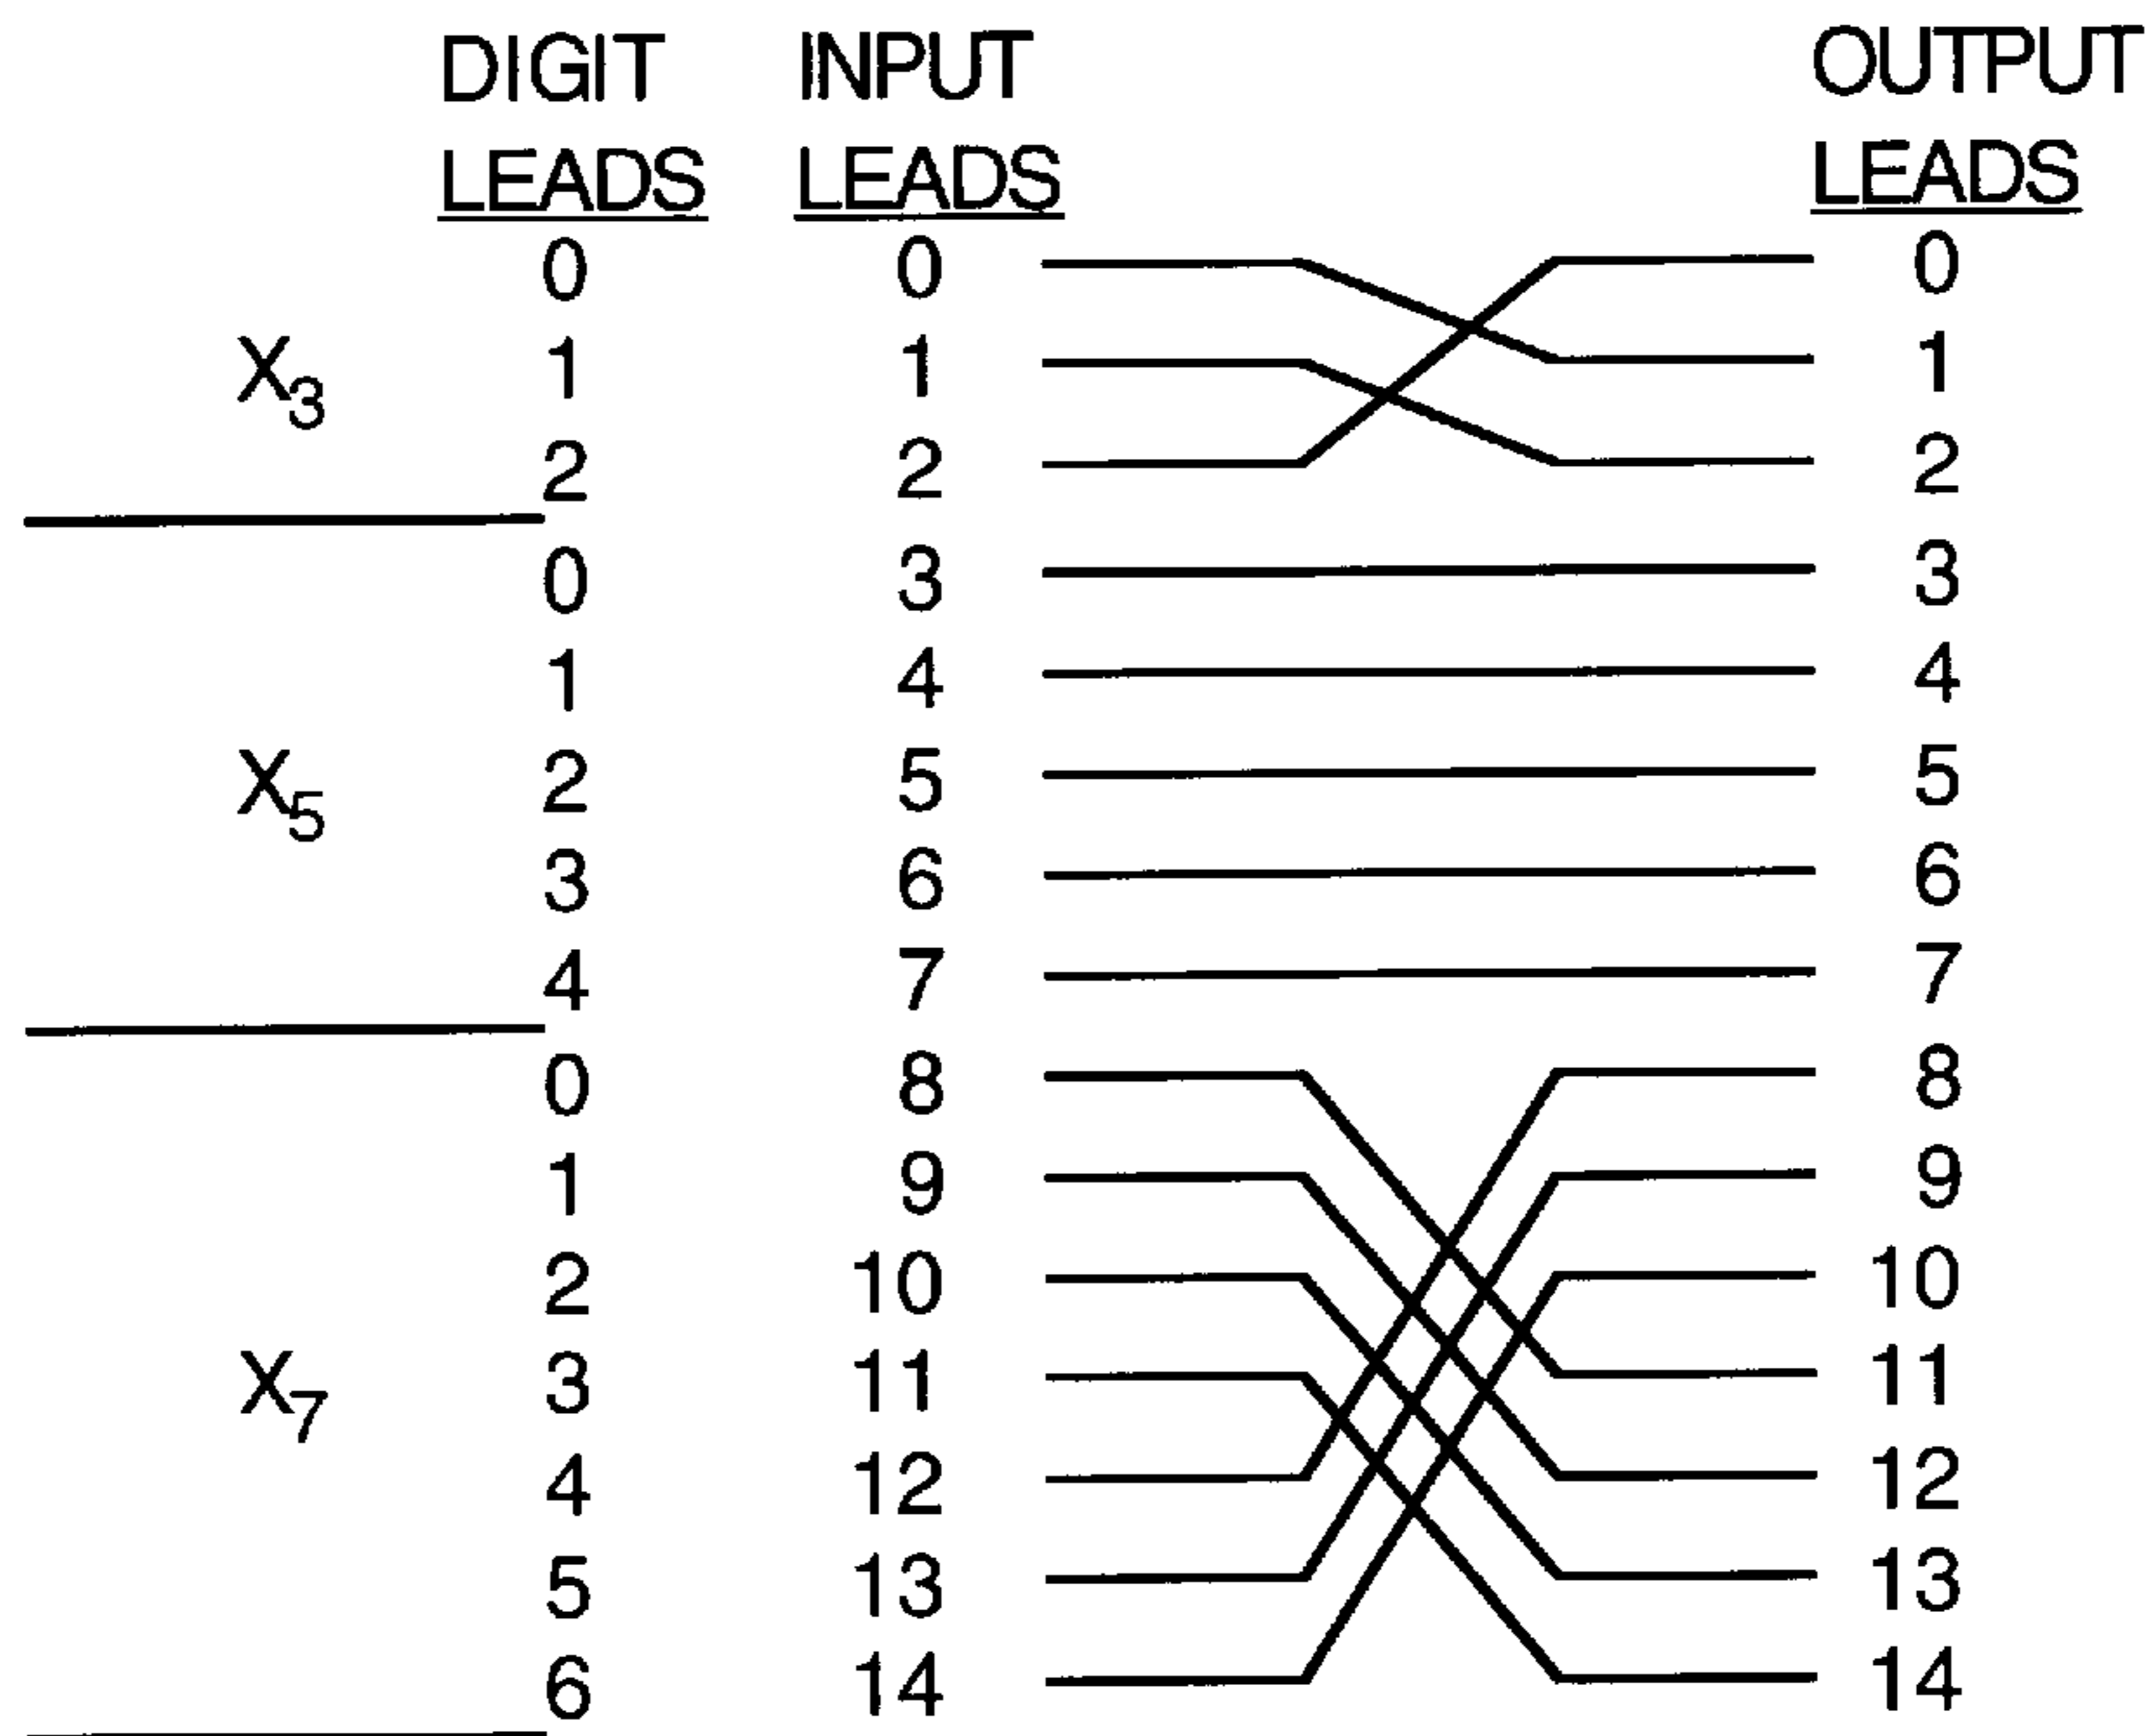 DIGIT INPUT OUTPUT
LEADS LEADS LEADS
0 0 0
X3 1 1 1
2 2 2
0 3 3
1 4 4
X5 2 5 5
3 6 6
4 7 7
0 8 8
1 9 9
2 10 10
X7 3 11 11
4 12 12
5 13 13
6 14 14